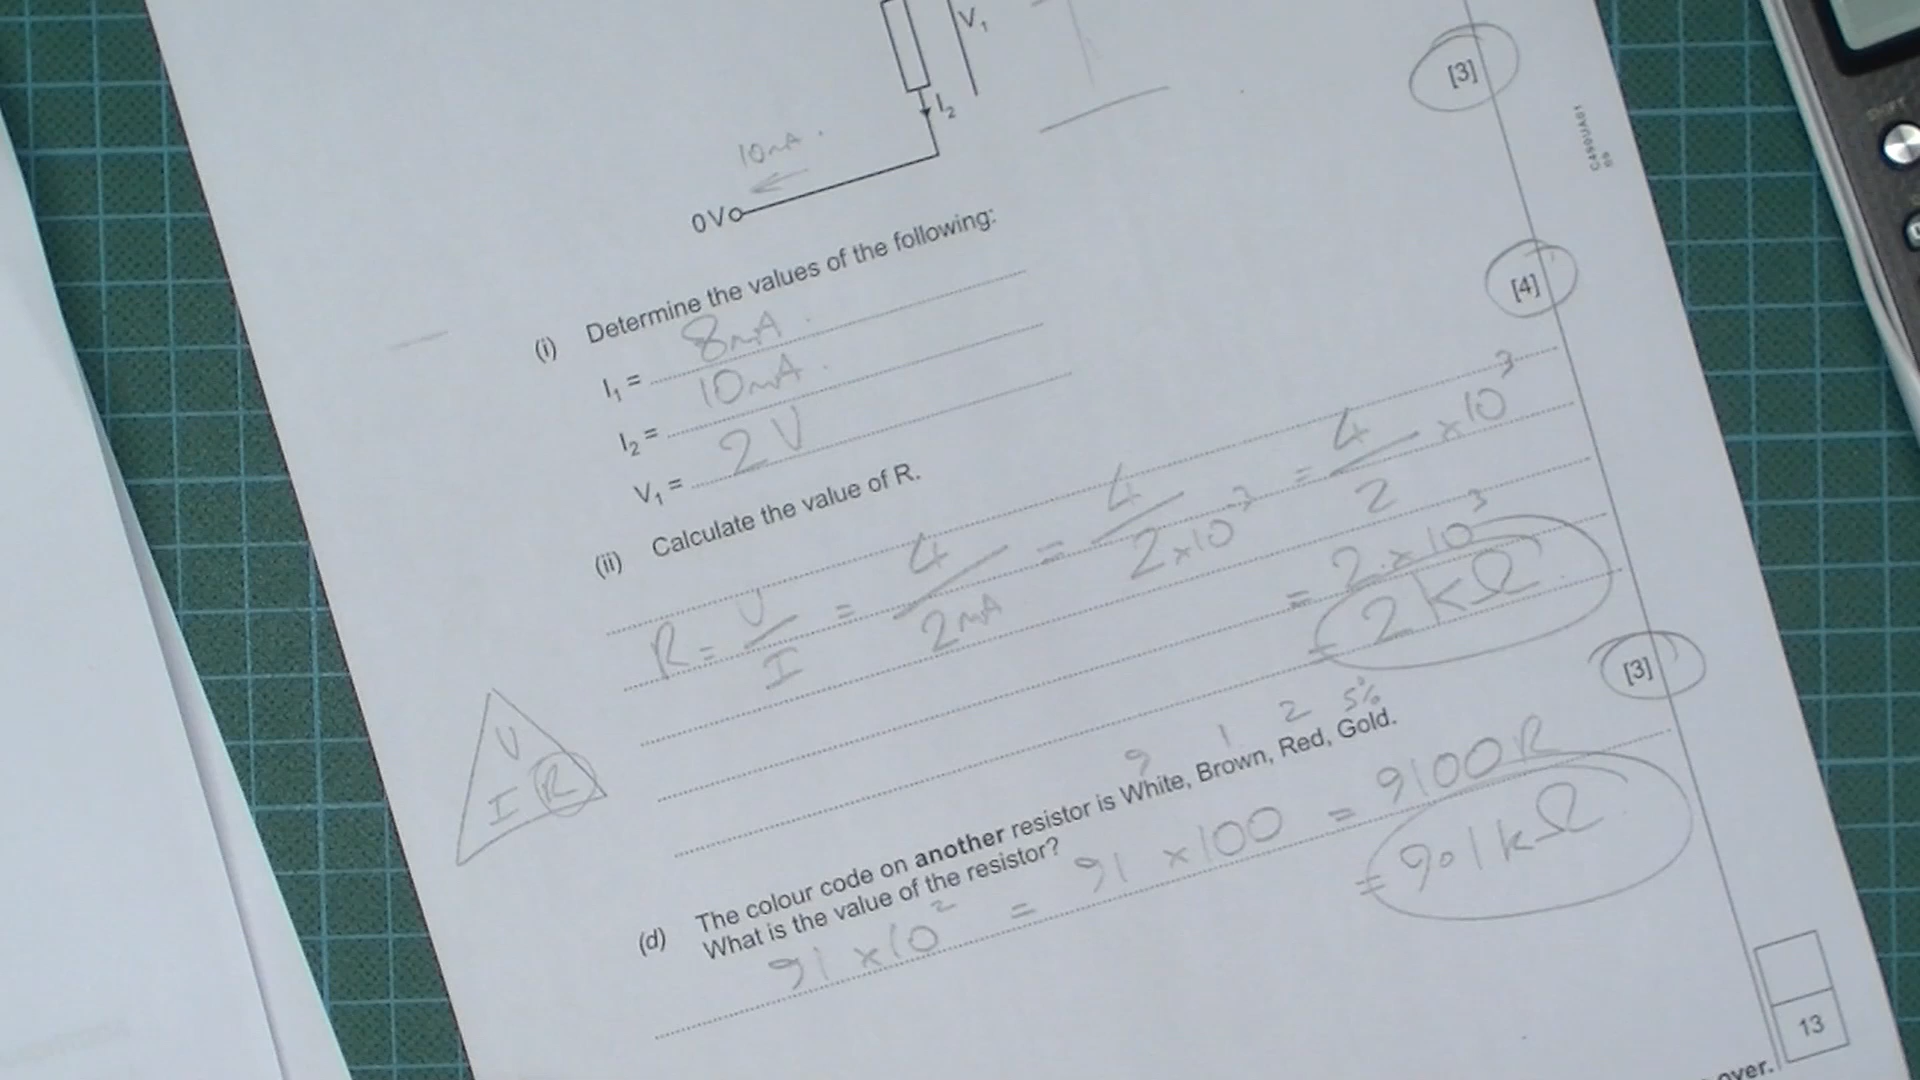 V₁
[3]
I₂
C490UA01
09
10mA.
0V
(i) Determine the values of the following:
I₁ = 8mA.
I₂ = 10mA.
V₁ = 2V
[4]
(ii) Calculate the value of R.
R = V/I = 4/2mA = 4/2×10⁻³ = 4/2 ×10³
= 2×10³
= 2kΩ
[3]
V
I R
9 1 2 5%
(d) The colour code on another resistor is White, Brown, Red, Gold.
What is the value of the resistor?
91 ×10² = 91 ×100 = 9100R
= 9.1kΩ
13
over.